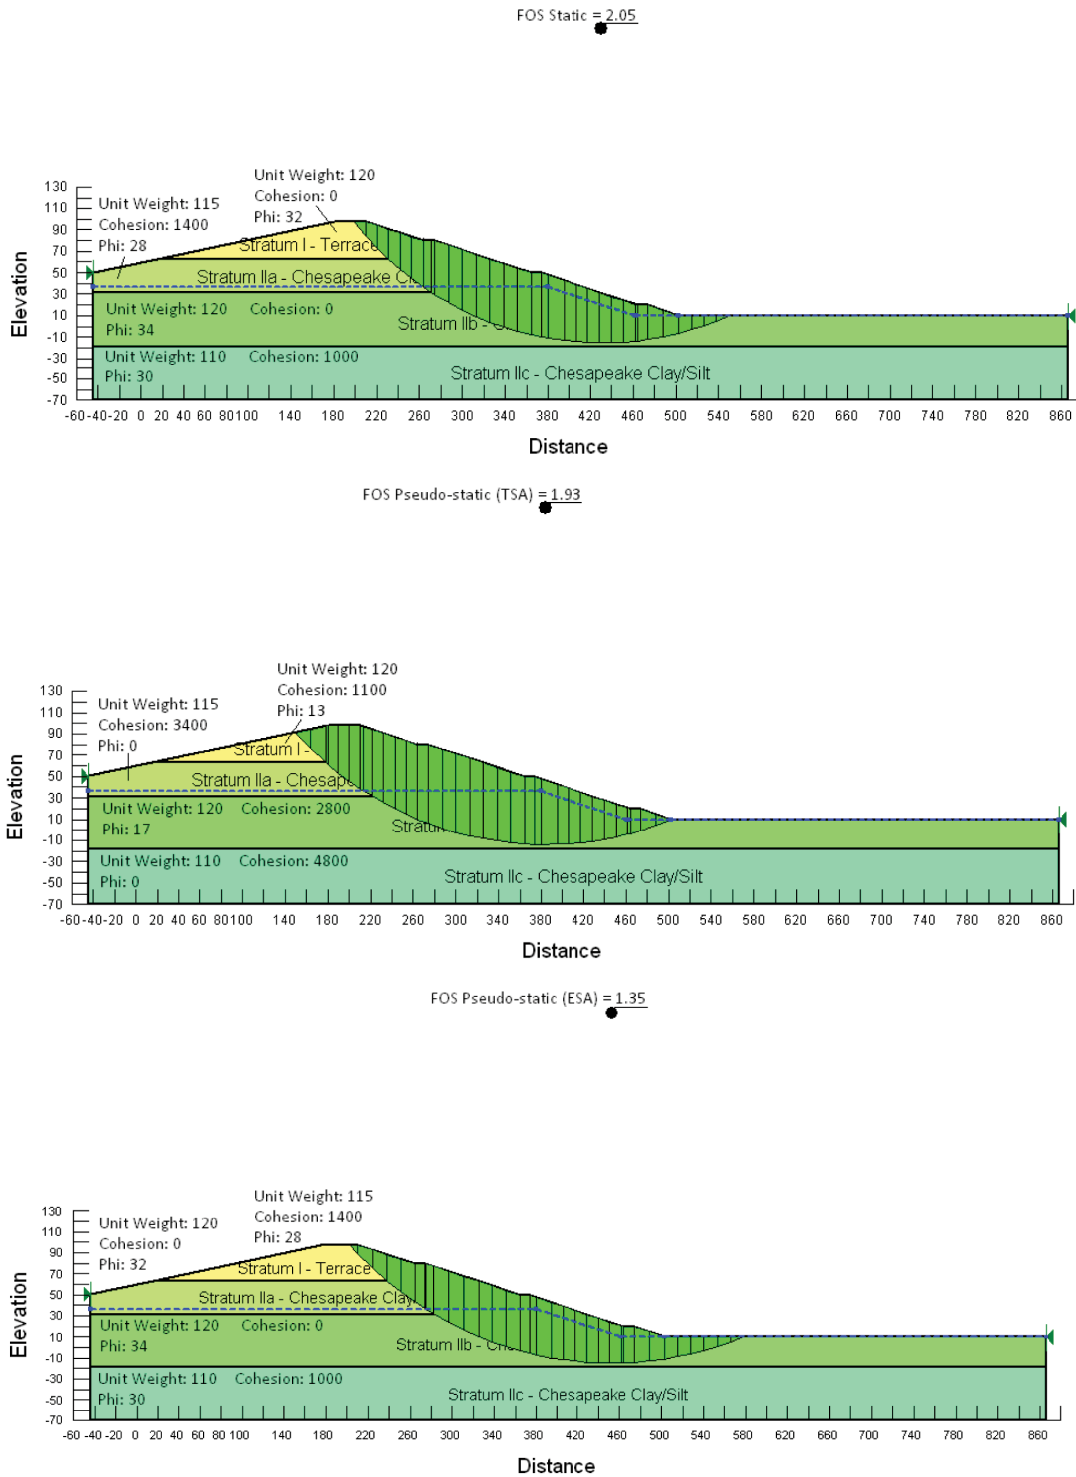 FOS Static = 2.05
Unit Weight: 120
Cohesion: 0
Phi: 32
Unit Weight: 115
Cohesion: 1400
Phi: 28
Stratum I - Terrace
Stratum IIa - Chesapeake Cl
Unit Weight: 120 Cohesion: 0
Phi: 34
Stratum IIb - C
Unit Weight: 110 Cohesion: 1000
Phi: 30
Stratum IIc - Chesapeake Clay/Silt
Elevation
130
110
90
70
50
30
10
-10
-30
-50
-70
-60 -40 -20 0 20 40 60 80 100 140 180 220 260 300 340 380 420 460 500 540 580 620 660 700 740 780 820 860
Distance
FOS Pseudo-static (TSA) = 1.93
Unit Weight: 120
Cohesion: 1100
Phi: 13
Unit Weight: 115
Cohesion: 3400
Phi: 0
Stratum I -
Stratum IIa - Chesap
Unit Weight: 120 Cohesion: 2800
Phi: 17
Stratu
Unit Weight: 110 Cohesion: 4800
Phi: 0
Stratum IIc - Chesapeake Clay/Silt
Elevation
130
110
90
70
50
30
10
-10
-30
-50
-70
-60 -40 -20 0 20 40 60 80 100 140 180 220 260 300 340 380 420 460 500 540 580 620 660 700 740 780 820 860
Distance
FOS Pseudo-static (ESA) = 1.35
Unit Weight: 115
Cohesion: 1400
Phi: 28
Unit Weight: 120
Cohesion: 0
Phi: 32
Stratum I - Terrace
Stratum IIa - Chesapeake Clay
Unit Weight: 120 Cohesion: 0
Phi: 34
Stratum IIb - Che
Unit Weight: 110 Cohesion: 1000
Phi: 30
Stratum IIc - Chesapeake Clay/Silt
Elevation
130
110
90
70
50
30
10
-10
-30
-50
-70
-60 -40 -20 0 20 40 60 80 100 140 180 220 260 300 340 380 420 460 500 540 580 620 660 700 740 780 820 860
Distance